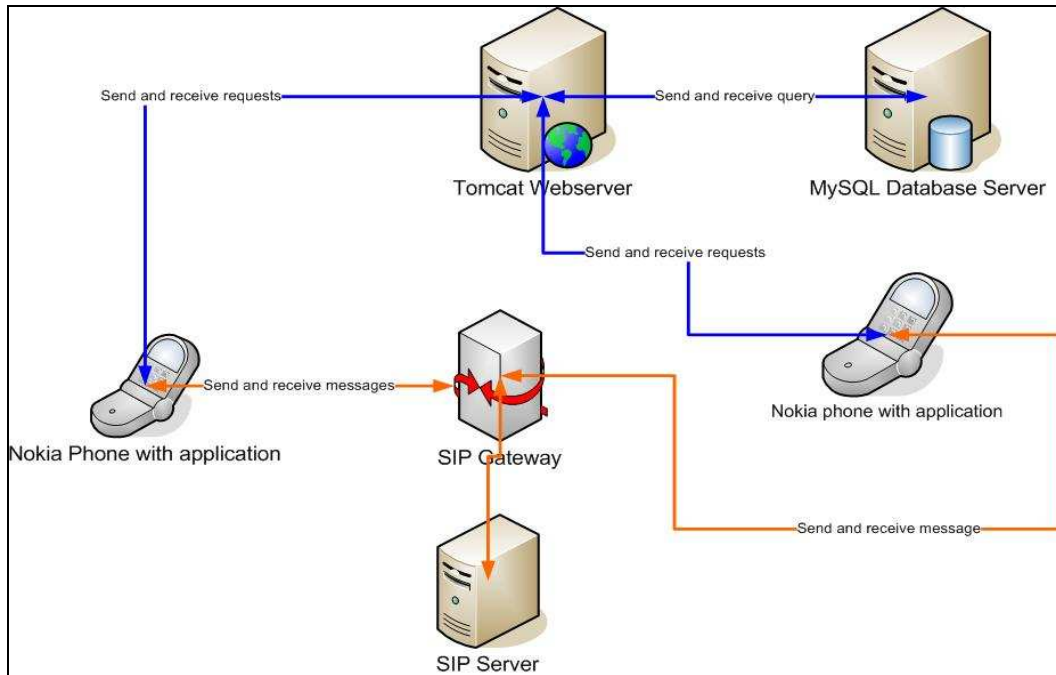 Send and receive requests
Send and receive query
Tomcat Webserver
MySQL Database Server
Send and receive requests
Send and receive messages
Nokia phone with application
Nokia Phone with application
SIP Gateway
Send and receive message
SIP Server